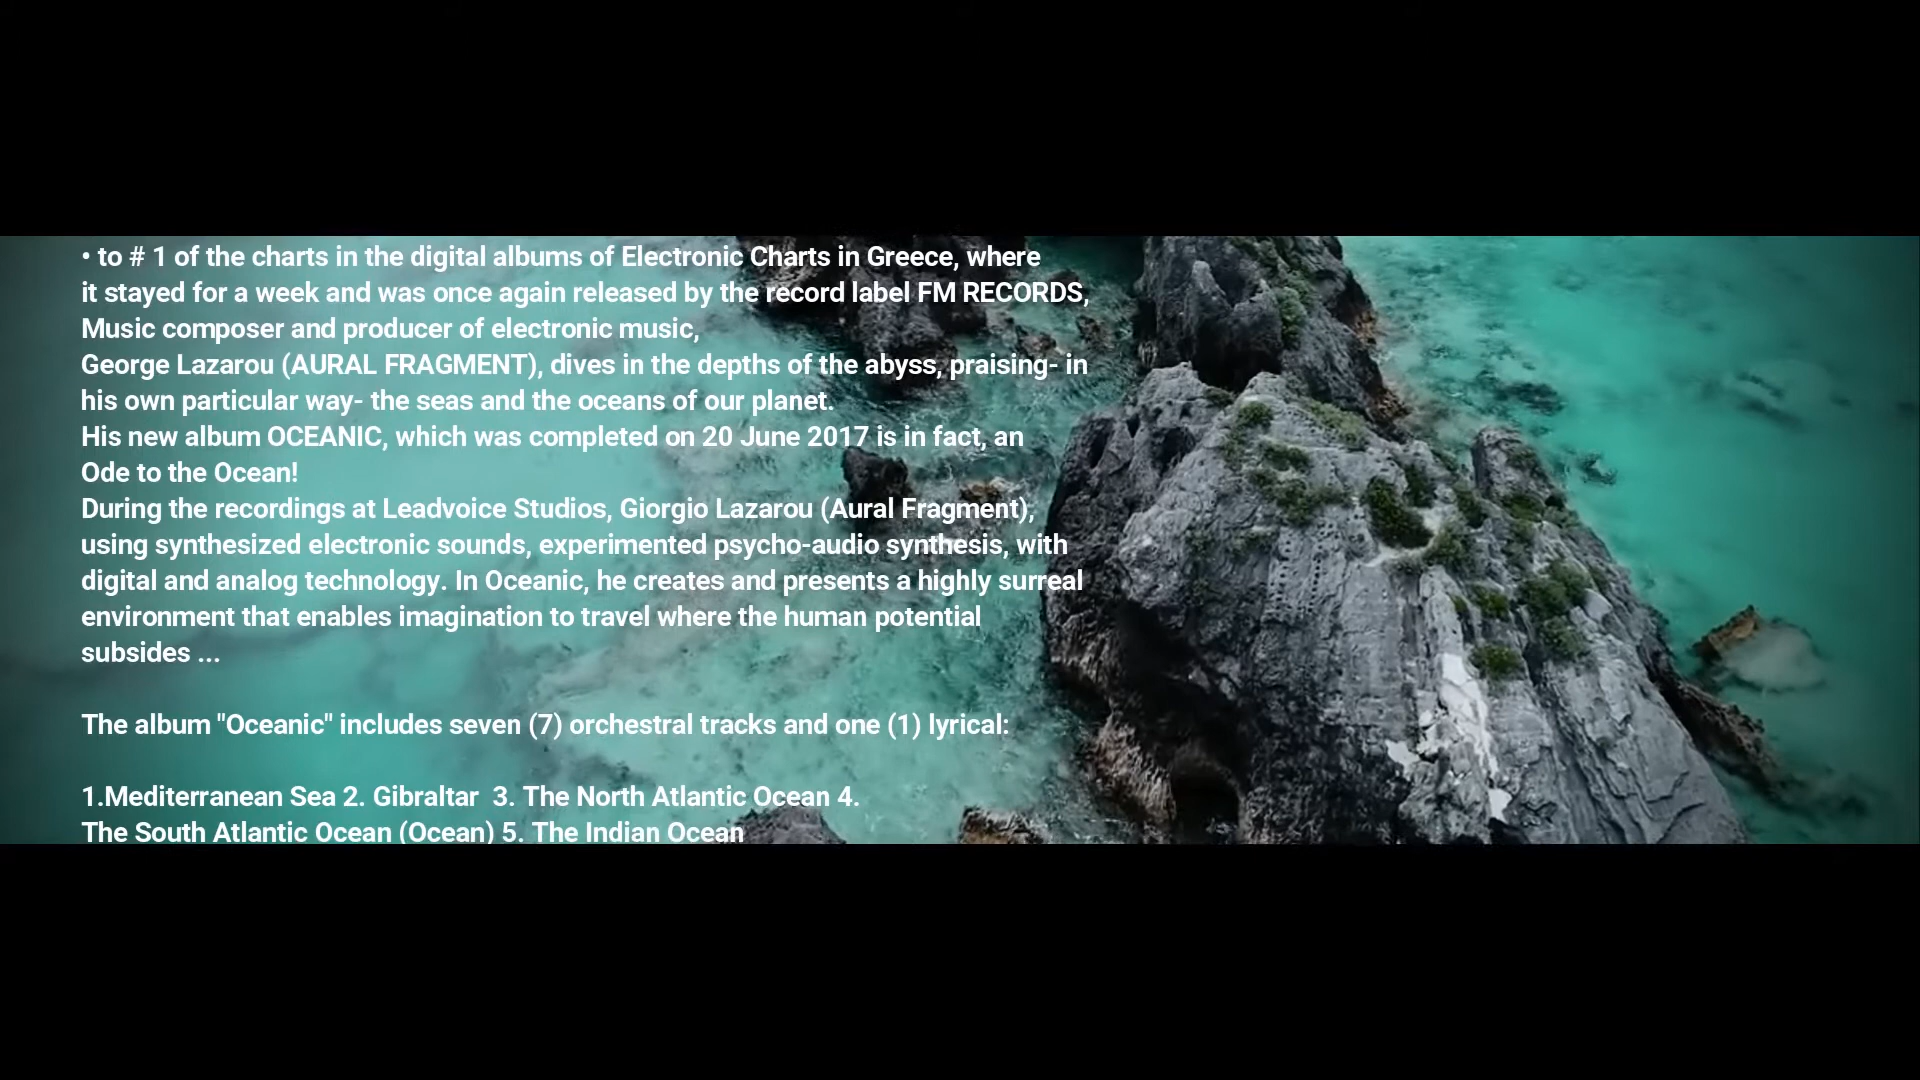 • to # 1 of the charts in the digital albums of Electronic Charts in Greece, where
it stayed for a week and was once again released by the record label FM RECORDS,
Music composer and producer of electronic music,
George Lazarou (AURAL FRAGMENT), dives in the depths of the abyss, praising- in
his own particular way- the seas and the oceans of our planet.
His new album OCEANIC, which was completed on 20 June 2017 is in fact, an
Ode to the Ocean!
During the recordings at Leadvoice Studios, Giorgio Lazarou (Aural Fragment),
using synthesized electronic sounds, experimented psycho-audio synthesis, with
digital and analog technology. In Oceanic, he creates and presents a highly surreal
environment that enables imagination to travel where the human potential
subsides ...
The album "Oceanic" includes seven (7) orchestral tracks and one (1) lyrical:
1.Mediterranean Sea 2. Gibraltar  3. The North Atlantic Ocean 4.
The South Atlantic Ocean (Ocean) 5. The Indian Ocean